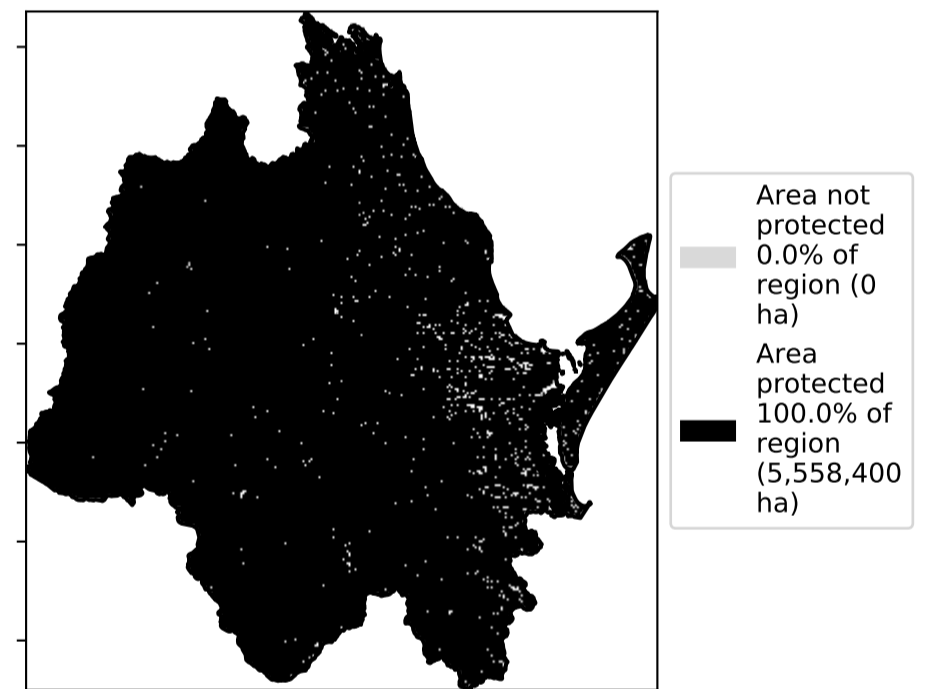 Area not
protected
0.0% of
region (0
ha)
Area
protected
100.0% of
region
(5,558,400
ha)